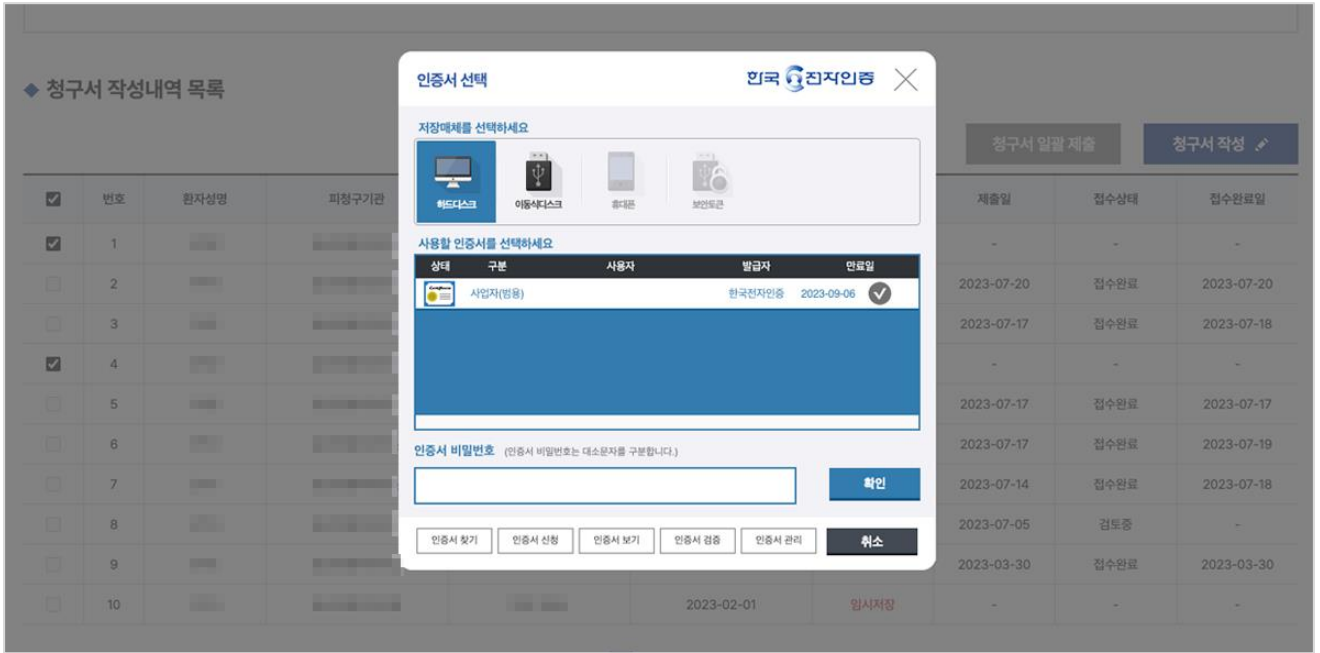 청구서 작성내역 목록
청구서 일괄 제출 청구서 작성
번호 환자성명 피청구기관 제출일 접수상태 접수완료일
1 - - -
2 2023-07-20 접수완료 2023-07-20
3 2023-07-17 접수완료 2023-07-18
4 - - -
5 2023-07-17 접수완료 2023-07-17
6 2023-07-17 접수완료 2023-07-19
7 2023-07-14 접수완료 2023-07-18
8 2023-07-05 검토중 -
9 2023-03-30 접수완료 2023-03-30
10 2023-02-01 임시저장 - -
인증서 선택 한국전자인증
저장매체를 선택하세요
하드디스크 이동식디스크 휴대폰 보안토큰
사용할 인증서를 선택하세요
상태 구분 사용자 발급자 만료일
사업자(범용) 한국전자인증 2023-09-06
인증서 비밀번호 (인증서 비밀번호는 대소문자를 구분합니다.)
확인
인증서 찾기 인증서 신청 인증서 보기 인증서 검증 인증서 관리 취소